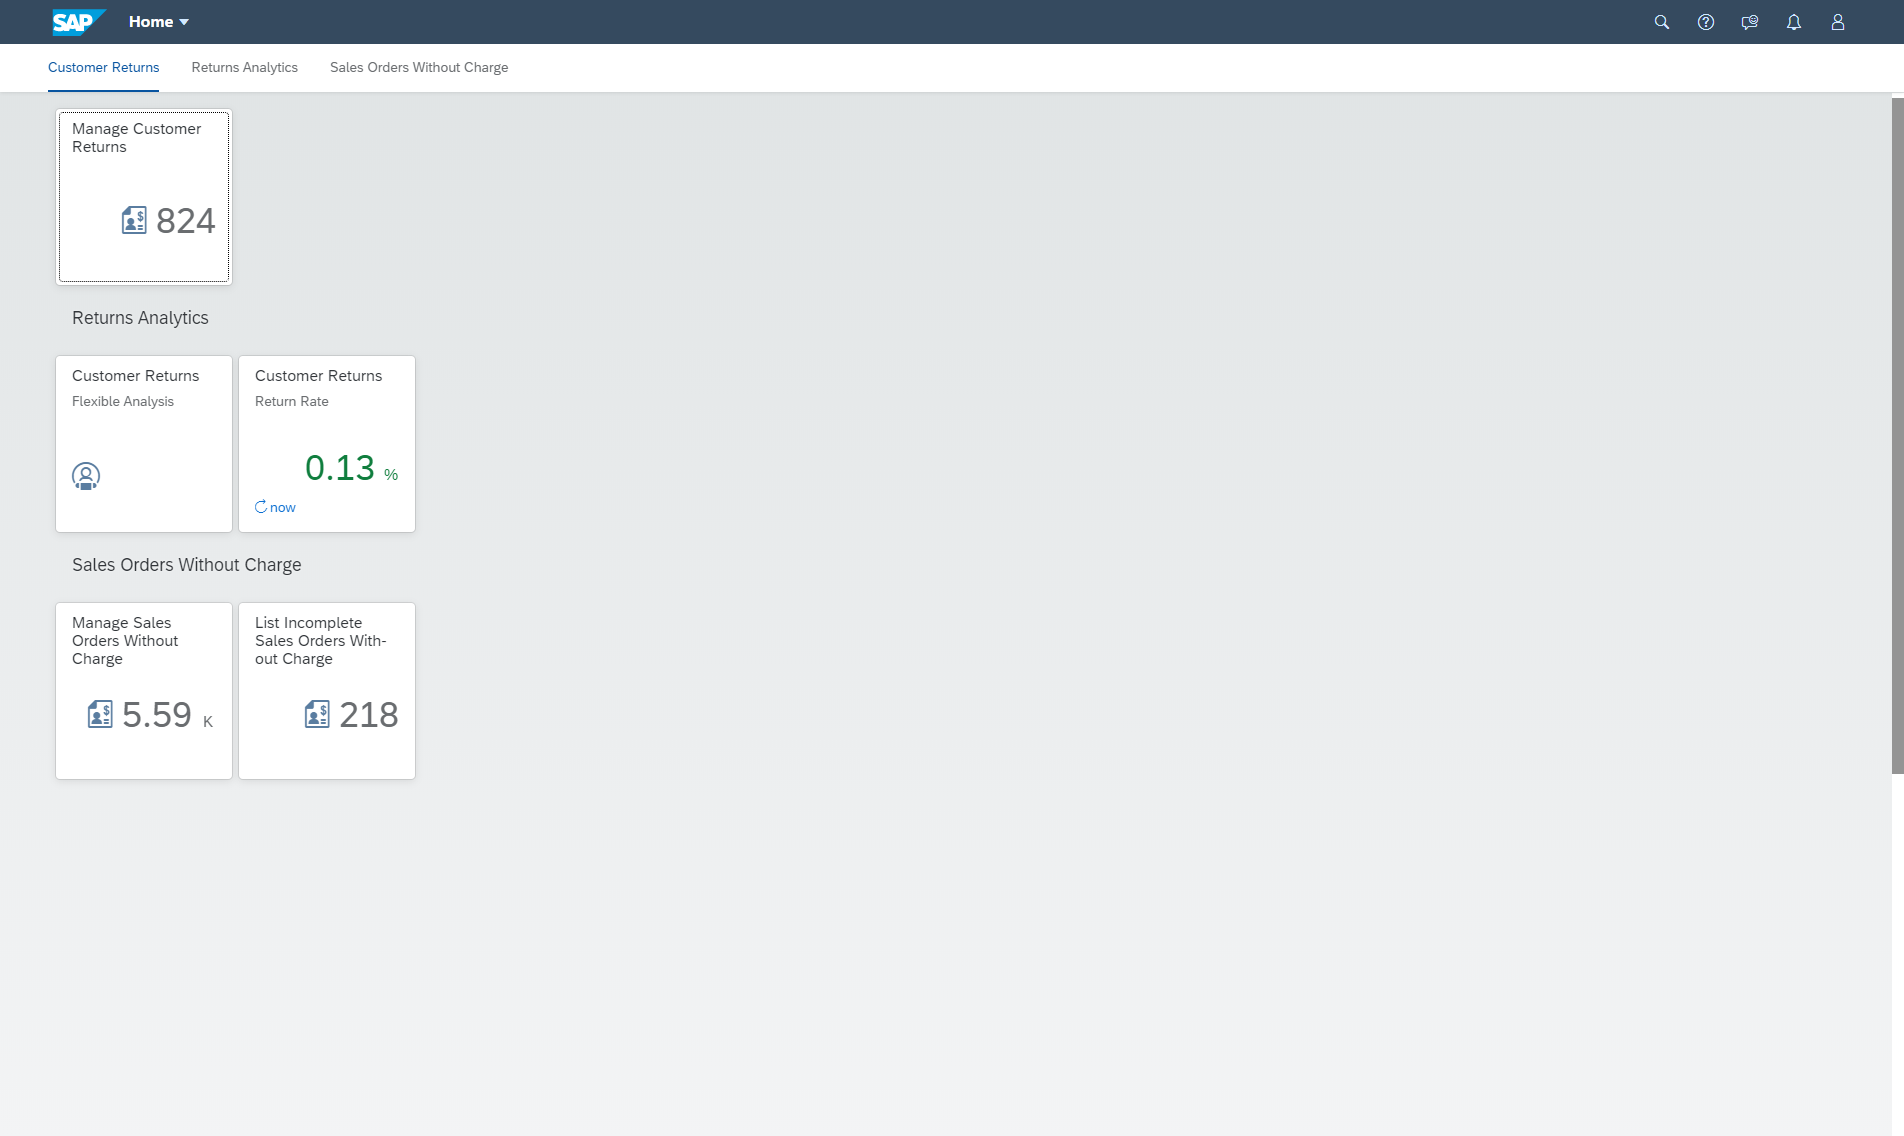 SAP
Home
Customer Returns
Returns Analytics
Sales Orders Without Charge
Manage Customer
Returns
824
Returns Analytics
Customer Returns
Flexible Analysis
Customer Returns
Return Rate
0.13 %
now
Sales Orders Without Charge
Manage Sales
Orders Without
Charge
5.59 K
List Incomplete
Sales Orders With-
out Charge
218